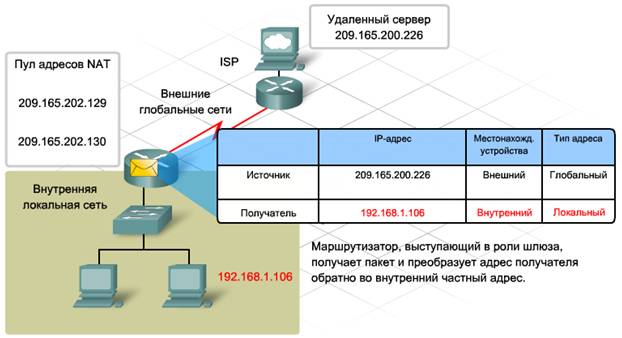 Удаленный сервер
209.165.200.226
Пул адресов NAT
209.165.202.129
209.165.202.130
ISP
Внешние
глобальные сети
IP-адрес
Местонахожд.
устройства
Тип адреса
Источник
209.165.200.226
Внешний
Глобальный
Получатель
192.168.1.106
Внутренний
Локальный
Внутренняя
локальная сеть
192.168.1.106
Маршрутизатор, выступающий в роли шлюза,
получает пакет и преобразует адрес получателя
обратно во внутренний частный адрес.